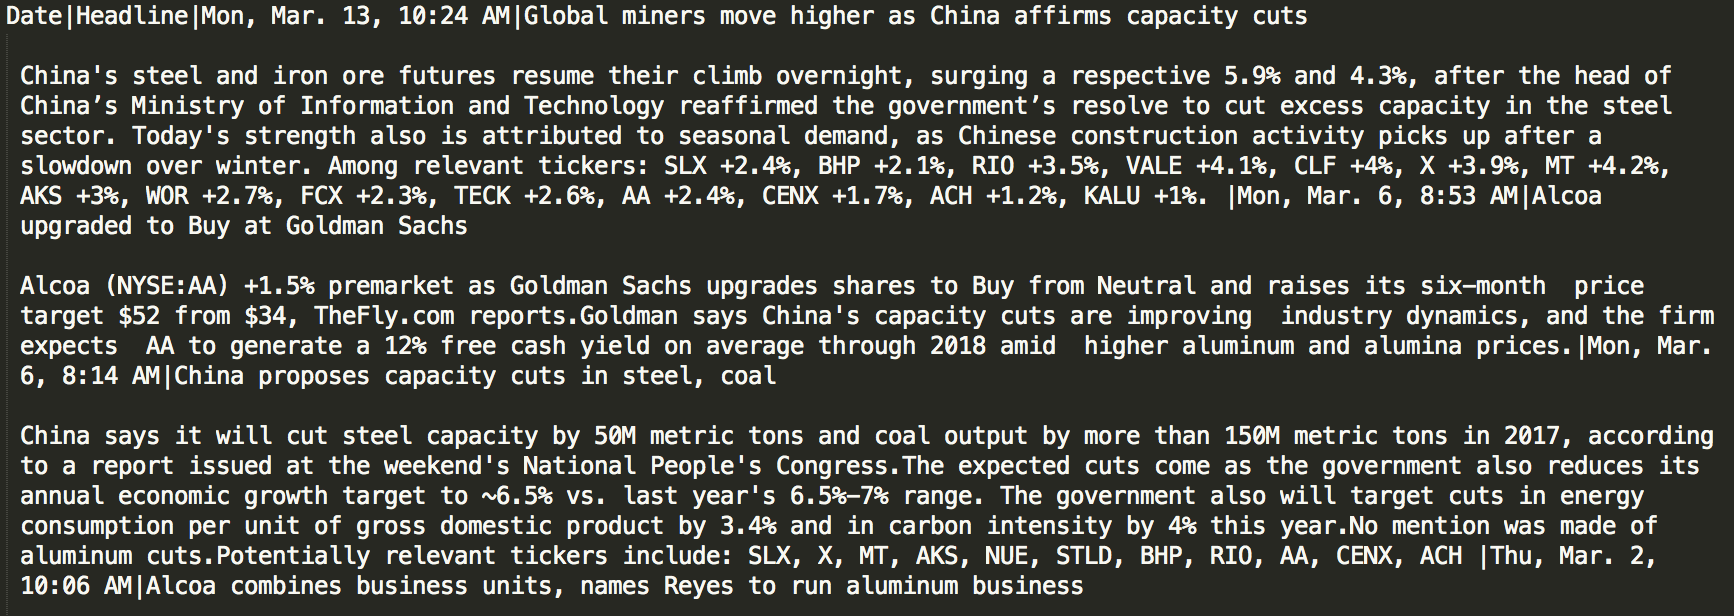 Date|Headline|Mon, Mar. 13, 10:24 AM|Global miners move higher as China affirms capacity cuts
China's steel and iron ore futures resume their climb overnight, surging a respective 5.9% and 4.3%, after the head of
China’s Ministry of Information and Technology reaffirmed the government’s resolve to cut excess capacity in the steel
sector. Today's strength also is attributed to seasonal demand, as Chinese construction activity picks up after a
slowdown over winter. Among relevant tickers: SLX +2.4%, BHP +2.1%, RIO +3.5%, VALE +4.1%, CLF +4%, X +3.9%, MT +4.2%,
AKS +3%, WOR +2.7%, FCX +2.3%, TECK +2.6%, AA +2.4%, CENX +1.7%, ACH +1.2%, KALU +1%. |Mon, Mar. 6, 8:53 AM|Alcoa
upgraded to Buy at Goldman Sachs
Alcoa (NYSE:AA) +1.5% premarket as Goldman Sachs upgrades shares to Buy from Neutral and raises its six-month  price
target $52 from $34, TheFly.com reports.Goldman says China's capacity cuts are improving  industry dynamics, and the firm
expects  AA to generate a 12% free cash yield on average through 2018 amid  higher aluminum and alumina prices.|Mon, Mar.
6, 8:14 AM|China proposes capacity cuts in steel, coal
China says it will cut steel capacity by 50M metric tons and coal output by more than 150M metric tons in 2017, according
to a report issued at the weekend's National People's Congress.The expected cuts come as the government also reduces its
annual economic growth target to ~6.5% vs. last year's 6.5%-7% range. The government also will target cuts in energy
consumption per unit of gross domestic product by 3.4% and in carbon intensity by 4% this year.No mention was made of
aluminum cuts.Potentially relevant tickers include: SLX, X, MT, AKS, NUE, STLD, BHP, RIO, AA, CENX, ACH |Thu, Mar. 2,
10:06 AM|Alcoa combines business units, names Reyes to run aluminum business